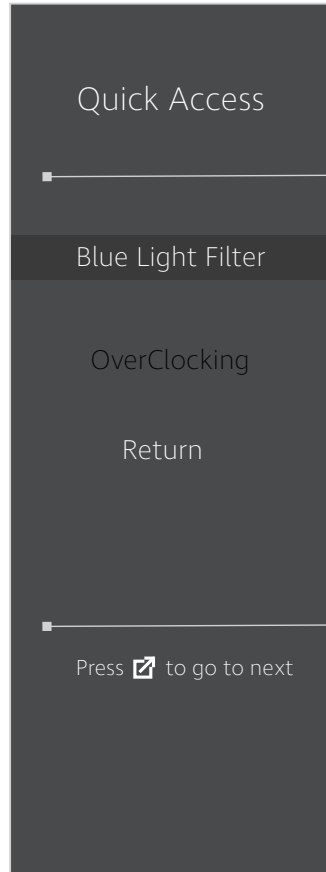 Quick Access
Blue Light Filter
OverClocking
Return
Press to go to next